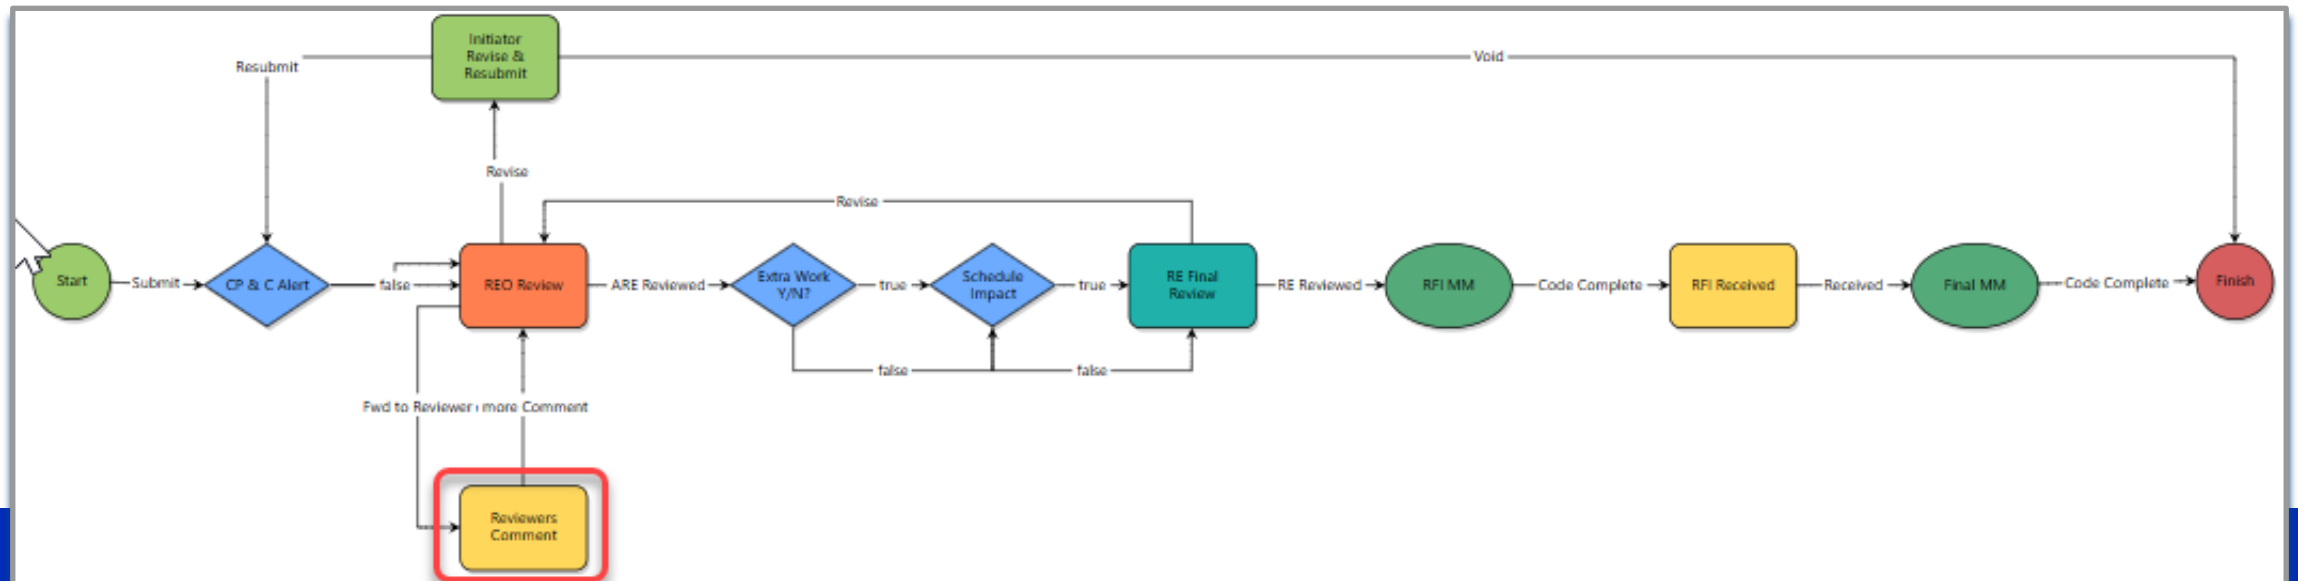 Initiator
Revise &
Resubmit
Resubmit
Void
Revise
Revise
Start
Submit
CP & C Alert
false
REO Review
ARE Reviewed
Extra Work
Y/N?
true
Schedule
Impact
true
RE Final
Review
RE Reviewed
RFI MM
Code Complete
RFI Received
Received
Final MM
Code Complete
Finish
false
false
Fwd to Reviewer
more Comment
Reviewers
Comment